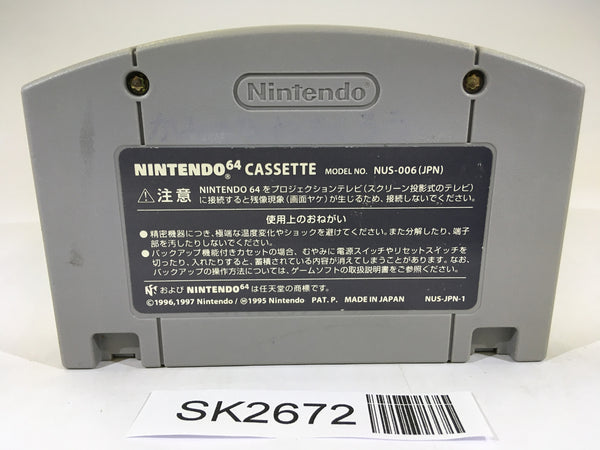 Nintendo
NINTENDO64 CASSETTE MODEL NO. NUS-006(JPN)
⚠注意 NINTENDO 64 をプロジェクションテレビ(スクリーン投影式のテレビ)
に接続すると残像現象(画面ヤケ)が生じるため、接続しないでください。
使用上のおねがい
●精密機器につき、極端な温度変化やショックを避けてください。また分解したり、端子
部を汚したりしないでください。
●バックアップ機能付きカセットの場合、むやみに電源スイッチやリセットスイッチを
切ったり、入れたりすると、蓄積されている内容が消えてしまうことがあります。なお、
バックアップの操作方法については、ゲームソフトの取扱説明書をご参照ください。
および NINTENDO64 は任天堂の商標です。
©1996,1997 Nintendo/Ⓜ1995 Nintendo PAT. P. MADE IN JAPAN NUS-JPN-1
SK2672